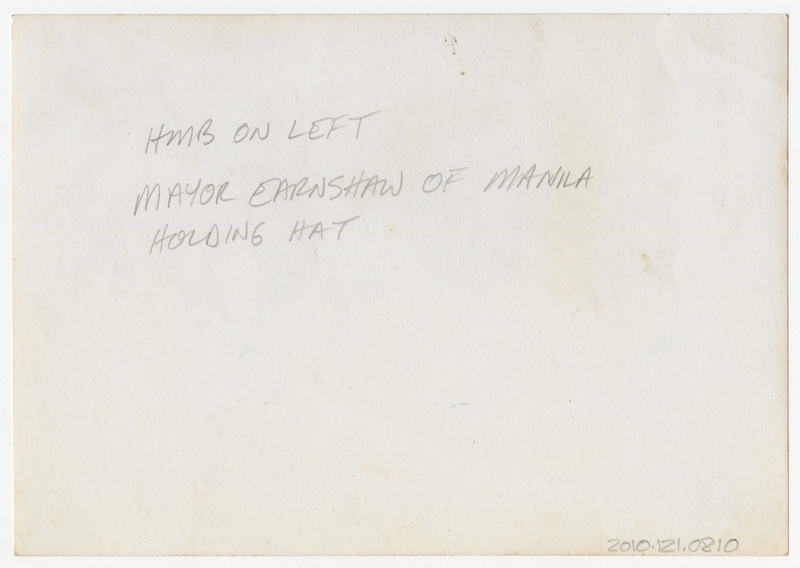 HMB ON LEFT
MAYOR EARNSHAW OF MANILA
HOLDING HAT
2010.121.0810